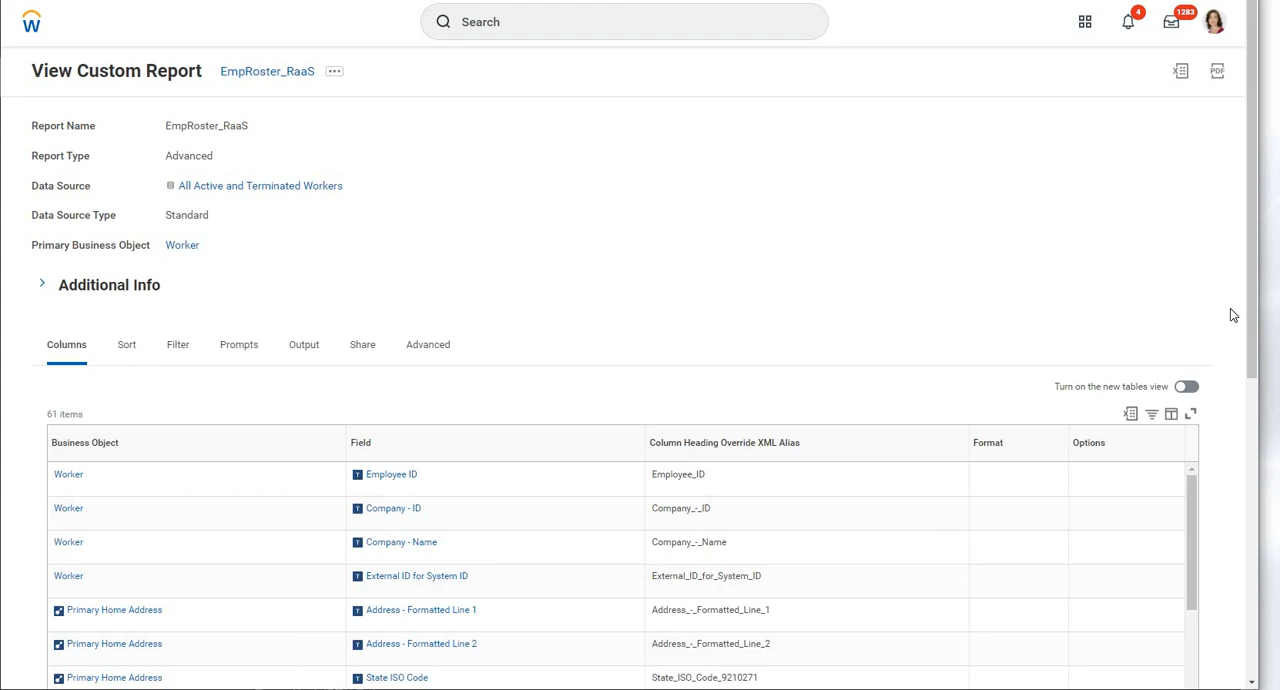 W
Search
4
1283
View Custom Report EmpRoster_RaaS
PDF
Report Name EmpRoster_RaaS
Report Type Advanced
Data Source All Active and Terminated Workers
Data Source Type Standard
Primary Business Object Worker
Additional Info
Columns Sort Filter Prompts Output Share Advanced
Turn on the new tables view
61 items
Business Object Field Column Heading Override XML Alias Format Options
Worker T Employee ID Employee_ID
Worker T Company - ID Company_-_ID
Worker T Company - Name Company_-_Name
Worker T External ID for System ID External_ID_for_System_ID
Primary Home Address T Address - Formatted Line 1 Address_-_Formatted_Line_1
Primary Home Address T Address - Formatted Line 2 Address_-_Formatted_Line_2
Primary Home Address T State ISO Code State_ISO_Code_9210271